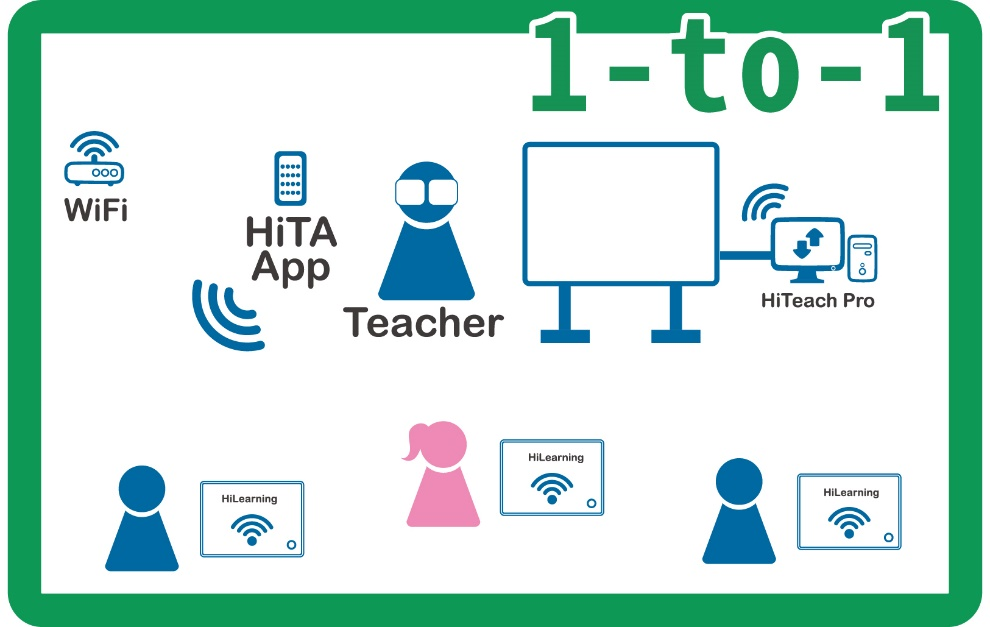 1-to-1
WiFi
HiTA
App
Teacher
HiTeach Pro
HiLearning
HiLearning
HiLearning